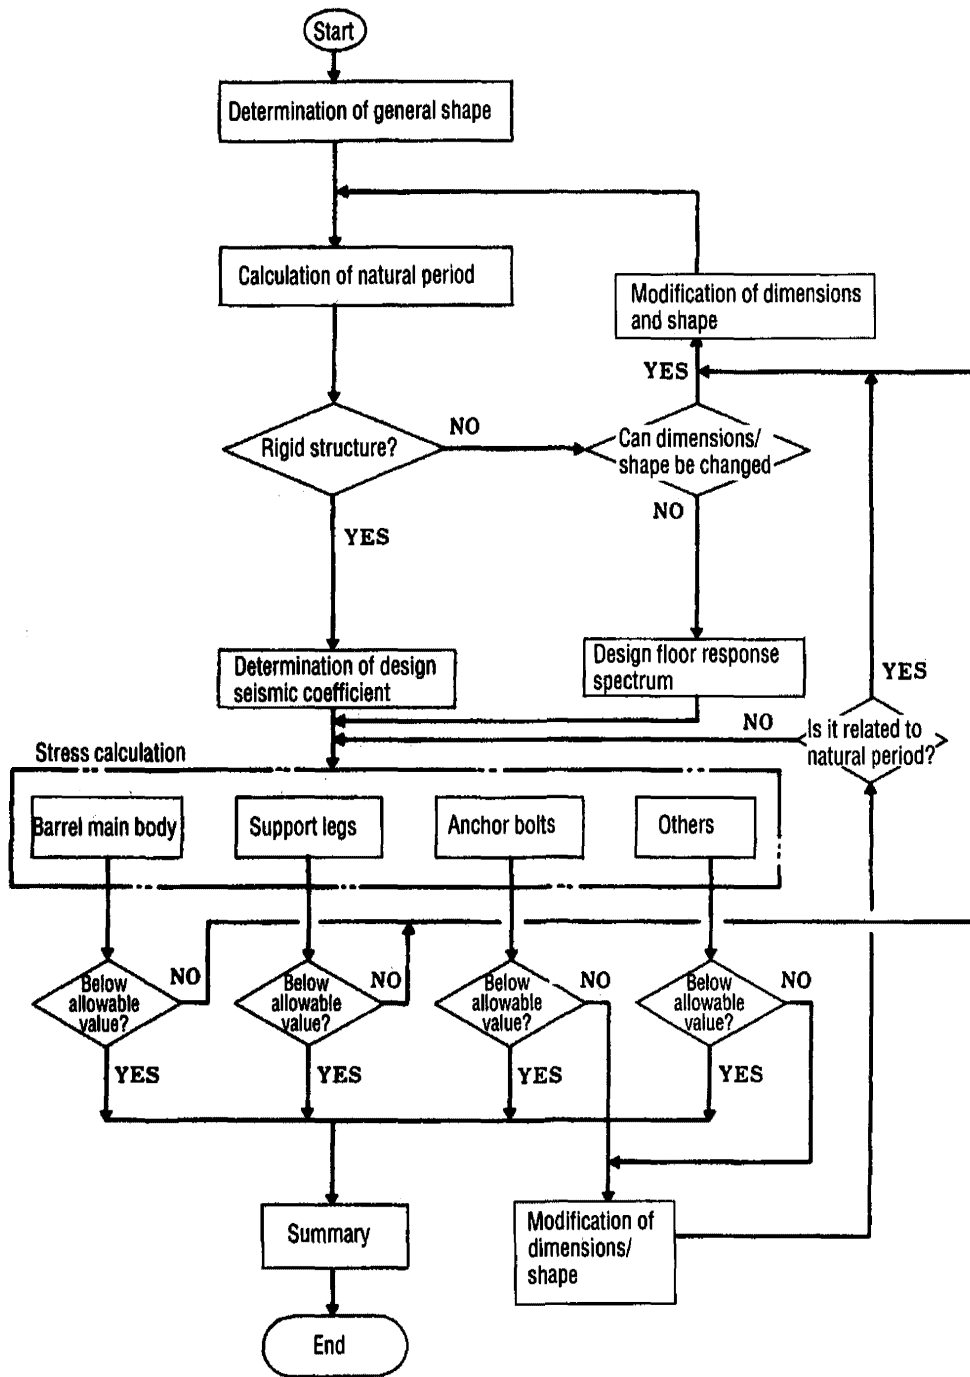 Start
Determination of general shape
Calculation of natural period
Modification of dimensions
and shape
YES
Rigid structure?
NO
Can dimensions/
shape be changed
NO
YES
Determination of design
seismic coefficient
Design floor response
spectrum
YES
NO
Is it related to
natural period?
Stress calculation
Barrel main body
Support legs
Anchor bolts
Others
Below
allowable
value?
NO
Below
allowable
value?
NO
Below
allowable
value?
NO
Below
allowable
value?
NO
YES
YES
YES
YES
Summary
Modification of
dimensions/
shape
End